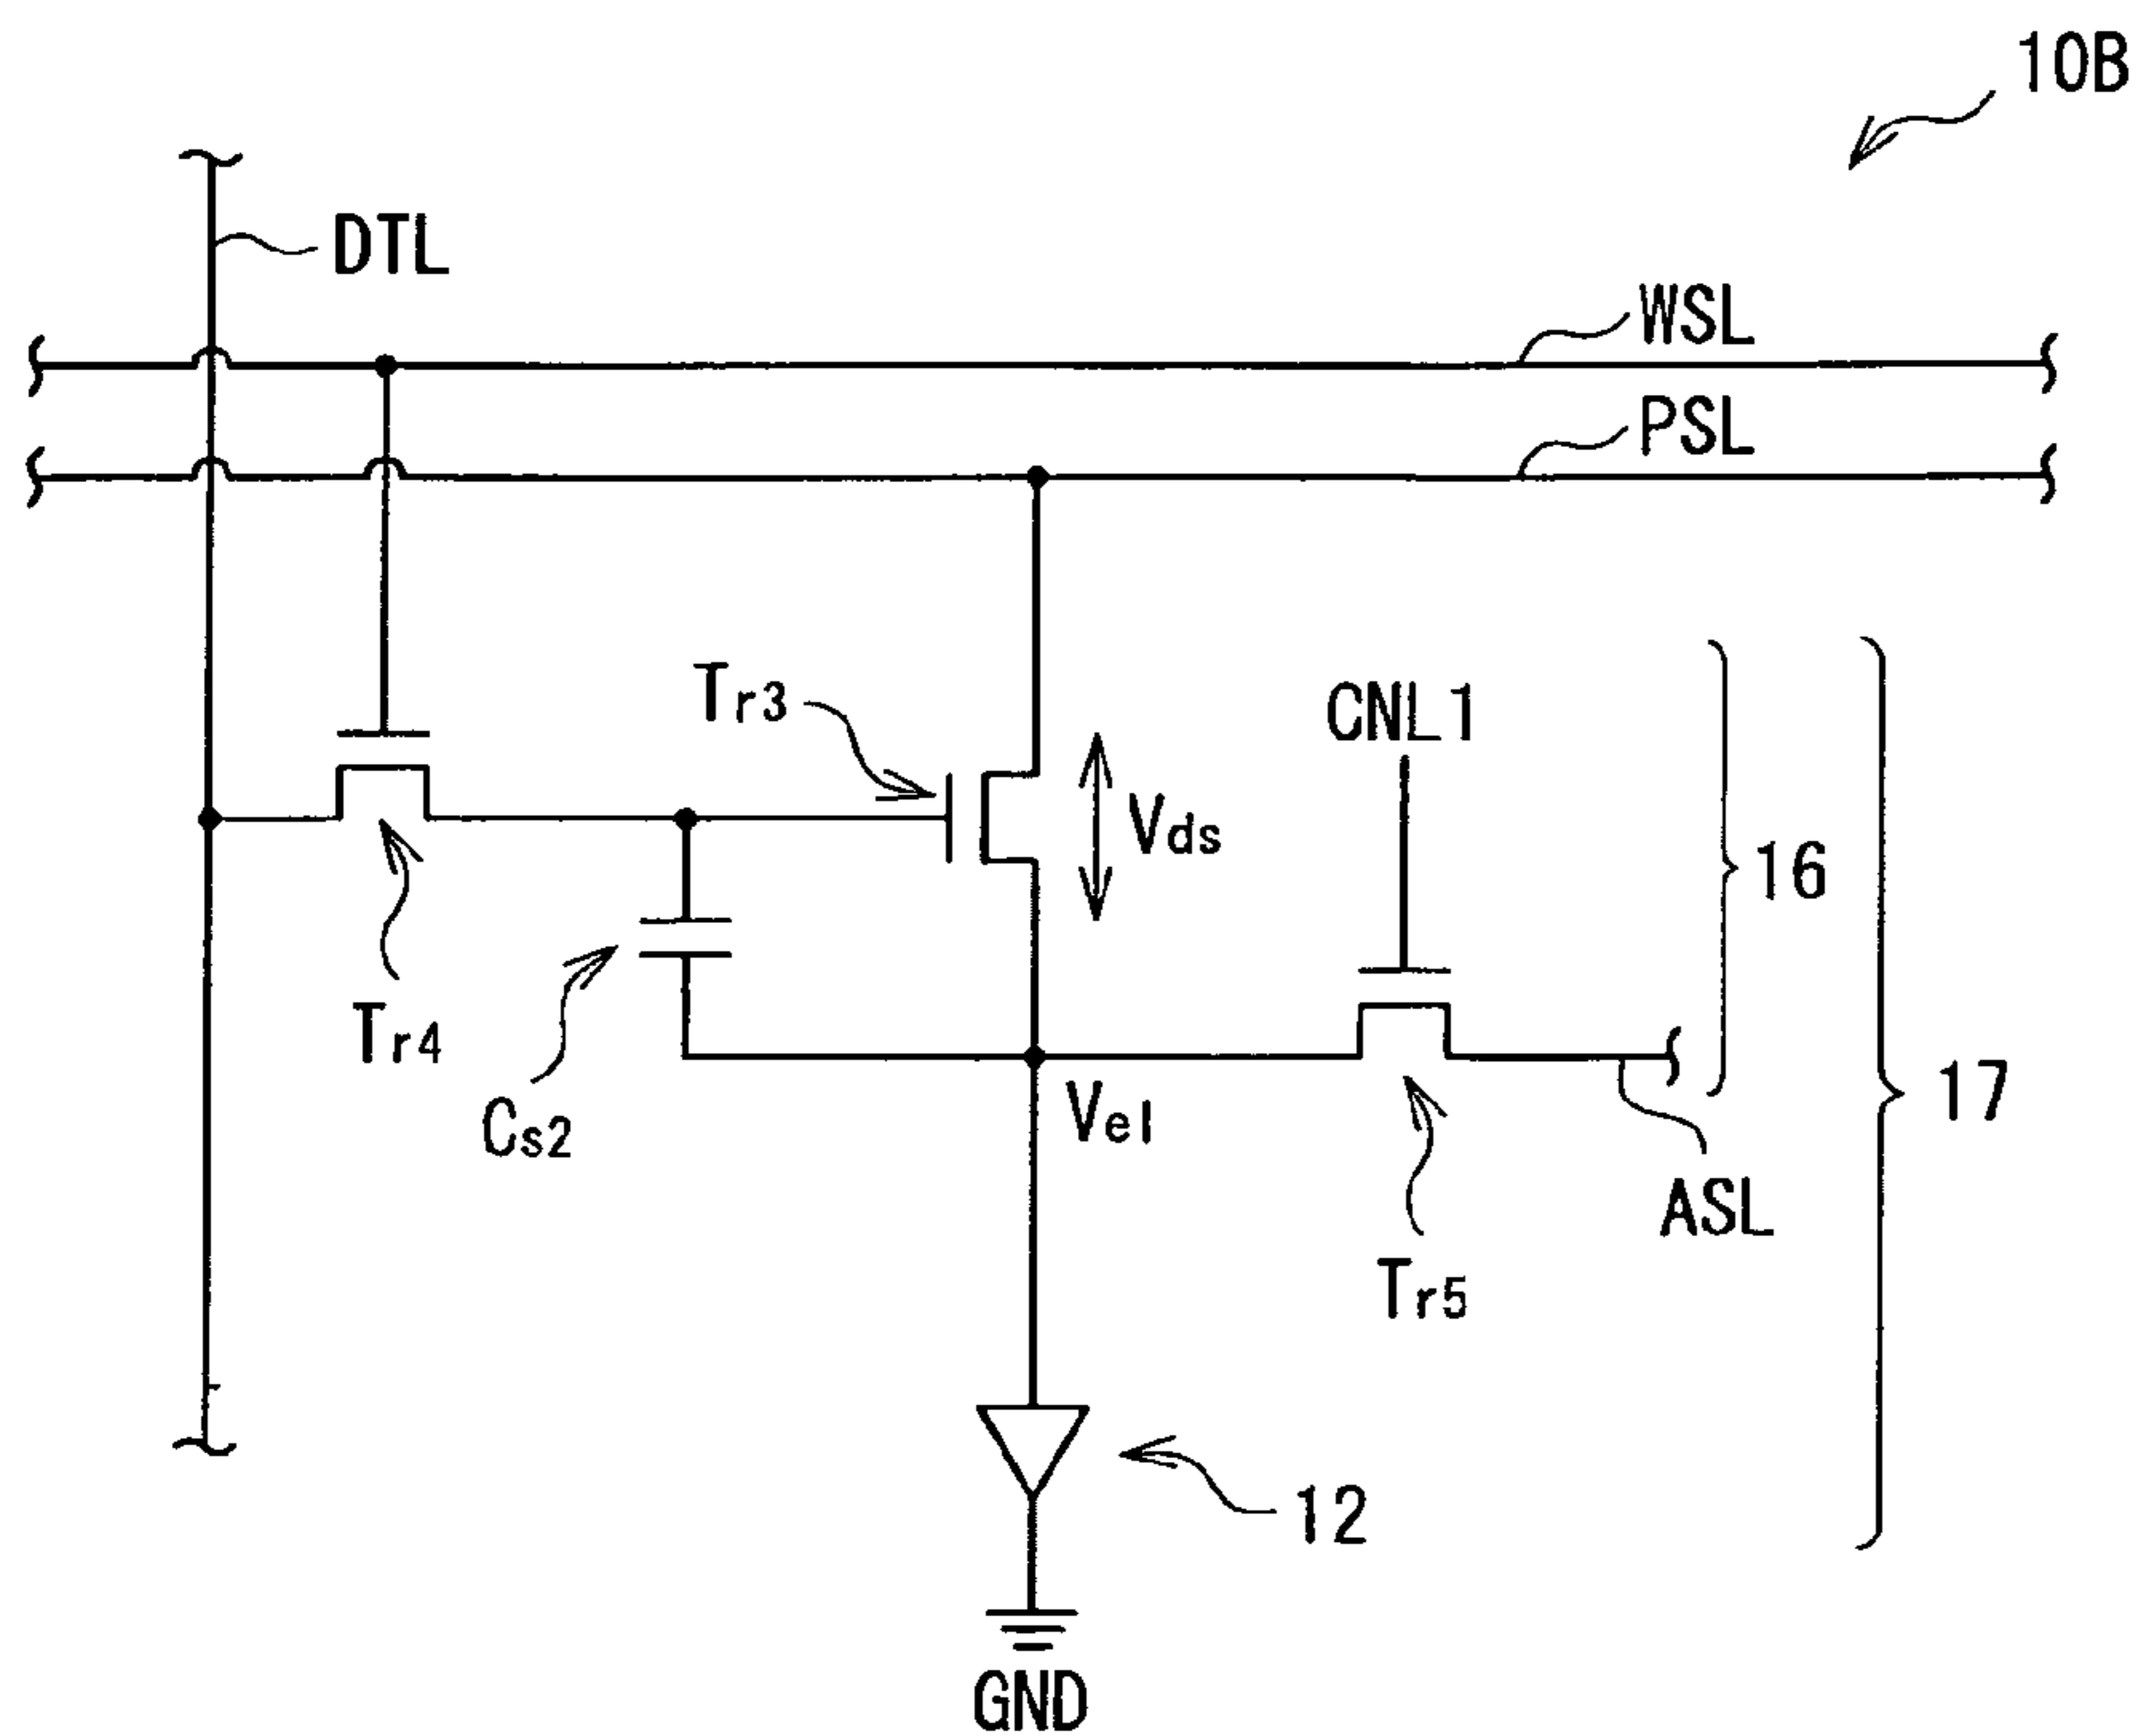 10B
DTL
WSL
PSL
Tr3
CNL1
Vds
16
Tr4
Cs2
Vel
17
ASL
Tr5
12
GND